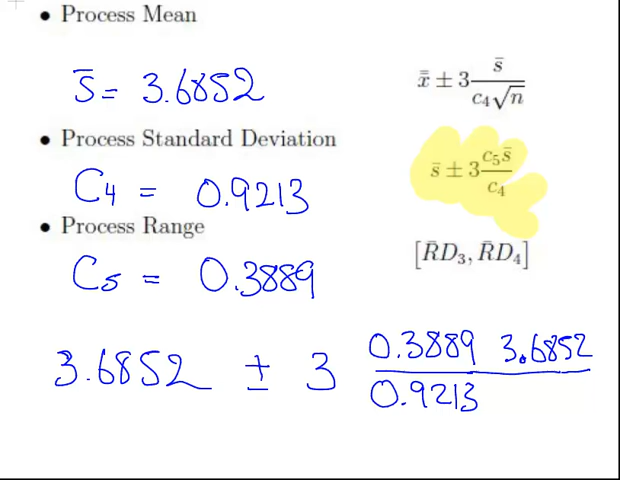 • Process Mean
s̄ = 3.6852
x̿ ± 3 s̄ / c₄√n
• Process Standard Deviation
s̄ ± 3 c₅s̄ / c₄
C₄ = 0.9213
• Process Range
[R̄D₃, R̄D₄]
C₅ = 0.3889
3.6852 ± 3 0.3889 3.6852 / 0.9213